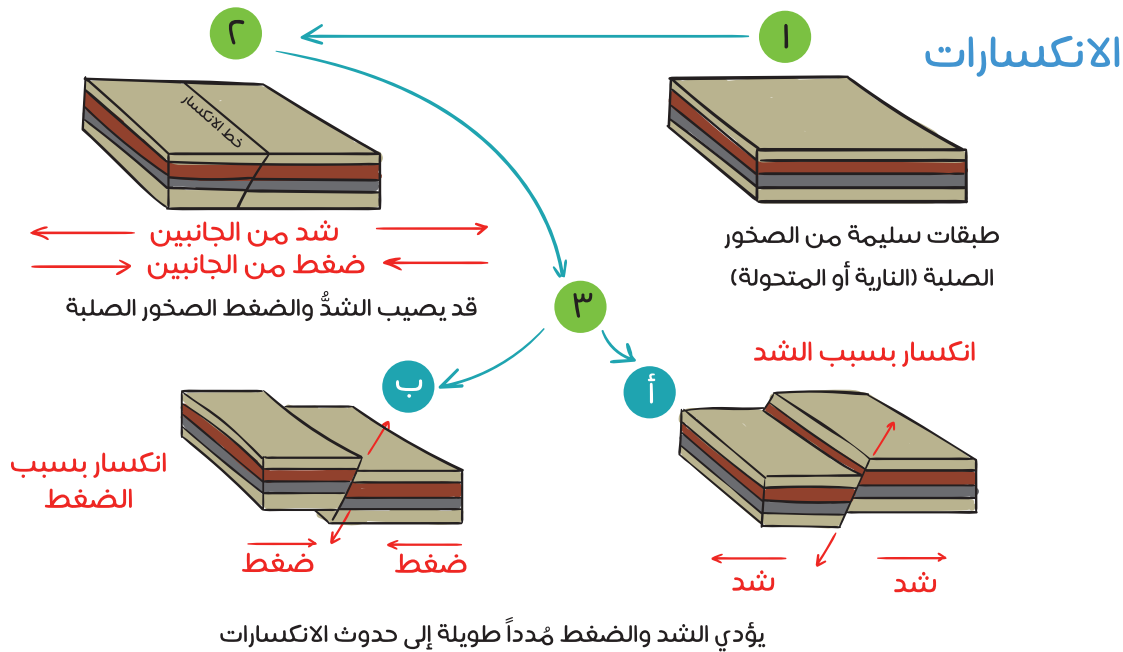 الانكسارات
١
طبقات سليمة من الصخور
الصلبة (النارية أو المتحولة)
٢
خط الانكسار
شد من الجانبين
ضغط من الجانبين
قد يصيب الشدُّ والضغط الصخور الصلبة
٣
أ
انكسار بسبب الشد
شد
شد
ب
انكسار بسبب
الضغط
ضغط
ضغط
يؤدي الشد والضغط مُدداً طويلة إلى حدوث الانكسارات